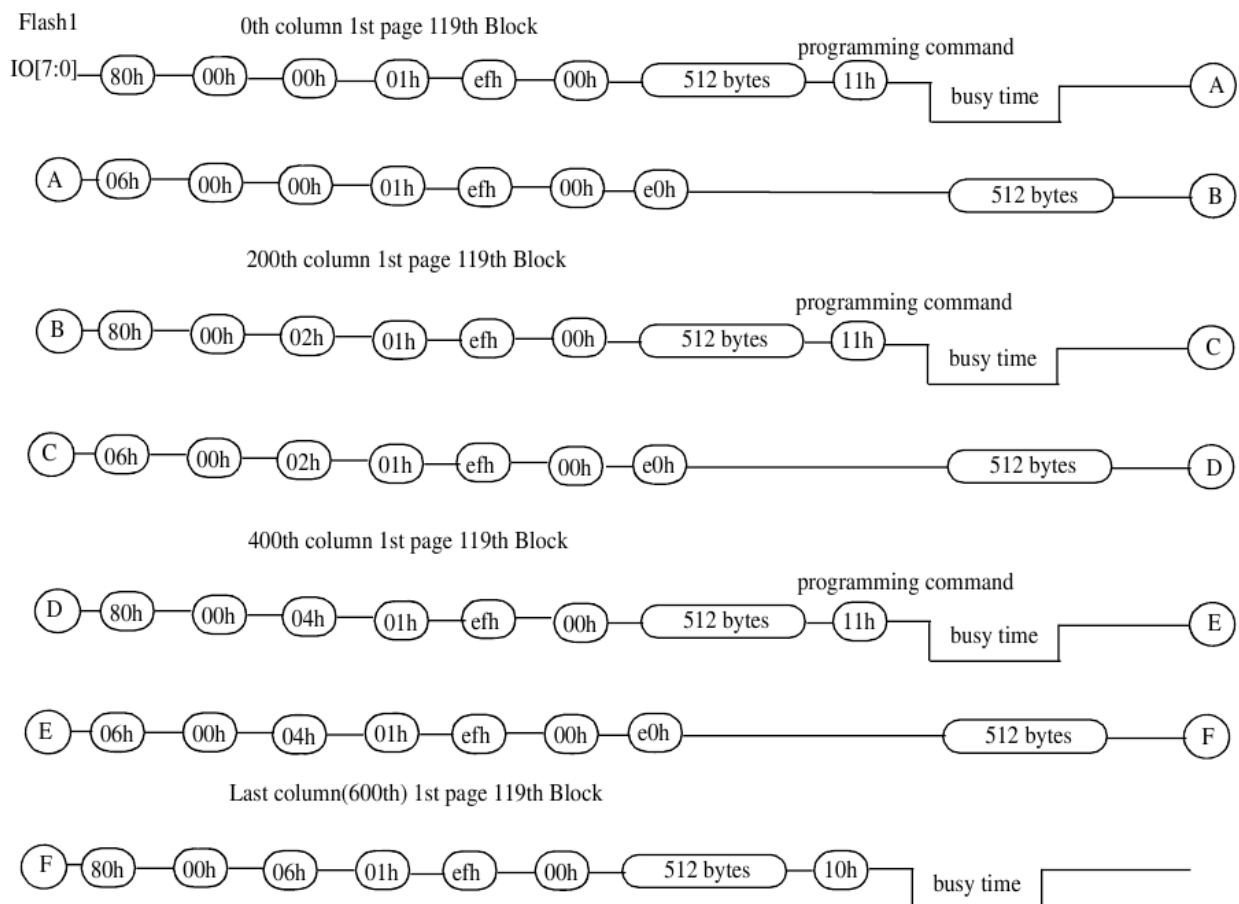 Flash1
0th column 1st page 119th Block
programming command
IO[7:0] 80h 00h 00h 01h efh 00h 512 bytes 11h busy time A
A 06h 00h 00h 01h efh 00h e0h 512 bytes B
200th column 1st page 119th Block
programming command
B 80h 00h 02h 01h efh 00h 512 bytes 11h busy time C
C 06h 00h 02h 01h efh 00h e0h 512 bytes D
400th column 1st page 119th Block
programming command
D 80h 00h 04h 01h efh 00h 512 bytes 11h busy time E
E 06h 00h 04h 01h efh 00h e0h 512 bytes F
Last column(600th) 1st page 119th Block
F 80h 00h 06h 01h efh 00h 512 bytes 10h busy time